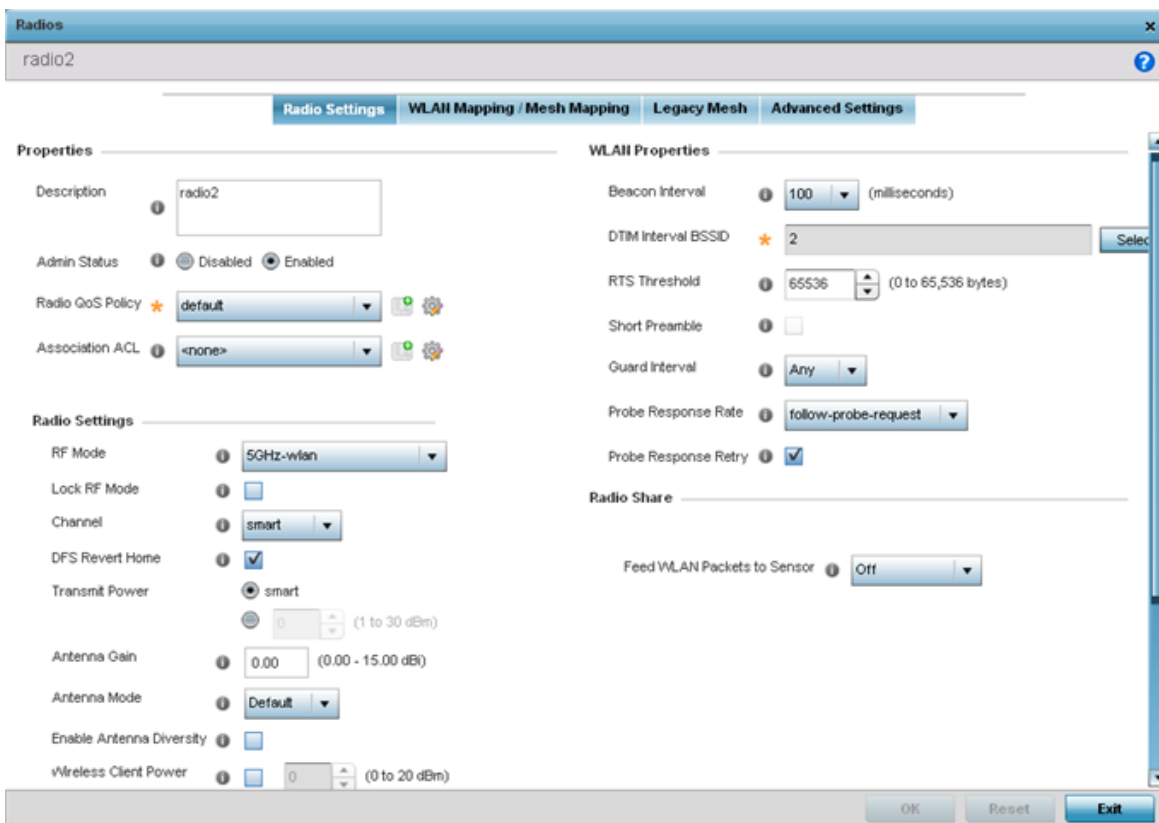 Radios
radio2
Radio Settings WLAN Mapping / Mesh Mapping Legacy Mesh Advanced Settings
Properties
Description radio2
Admin Status Disabled Enabled
Radio QoS Policy default
Association ACL <none>
Radio Settings
RF Mode 5GHz-wlan
Lock RF Mode
Channel smart
DFS Revert Home
Transmit Power smart
0 (1 to 30 dBm)
Antenna Gain 0.00 (0.00 - 15.00 dBi)
Antenna Mode Default
Enable Antenna Diversity
Wireless Client Power 0 (0 to 20 dBm)
WLAN Properties
Beacon Interval 100 (milliseconds)
DTIM Interval BSSID 2 Selec
RTS Threshold 65536 (0 to 65,536 bytes)
Short Preamble
Guard Interval Any
Probe Response Rate follow-probe-request
Probe Response Retry
Radio Share
Feed WLAN Packets to Sensor Off
OK Reset Exit